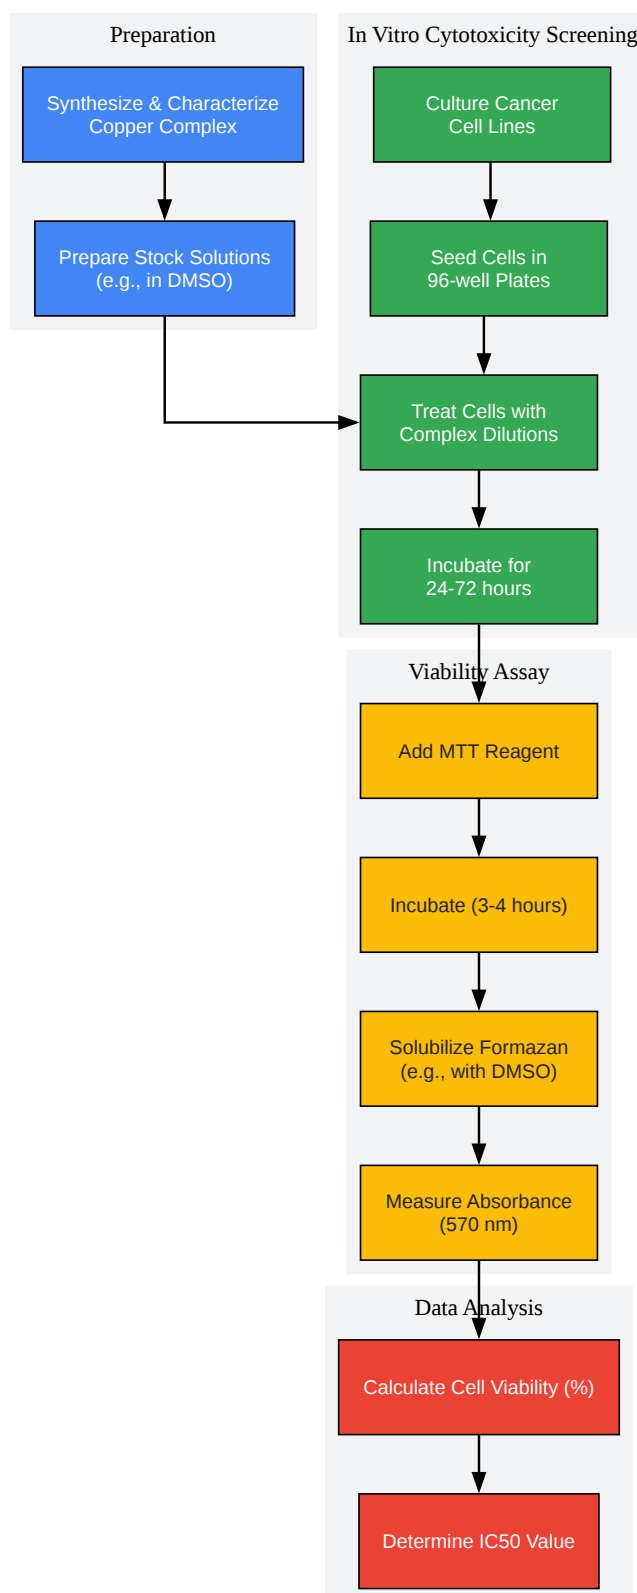 Preparation
Synthesize & Characterize
Copper Complex
Prepare Stock Solutions
(e.g., in DMSO)
In Vitro Cytotoxicity Screening
Culture Cancer
Cell Lines
Seed Cells in
96-well Plates
Treat Cells with
Complex Dilutions
Incubate for
24-72 hours
Viability Assay
Add MTT Reagent
Incubate (3-4 hours)
Solubilize Formazan
(e.g., with DMSO)
Measure Absorbance
(570 nm)
Data Analysis
Calculate Cell Viability (%)
Determine IC50 Value